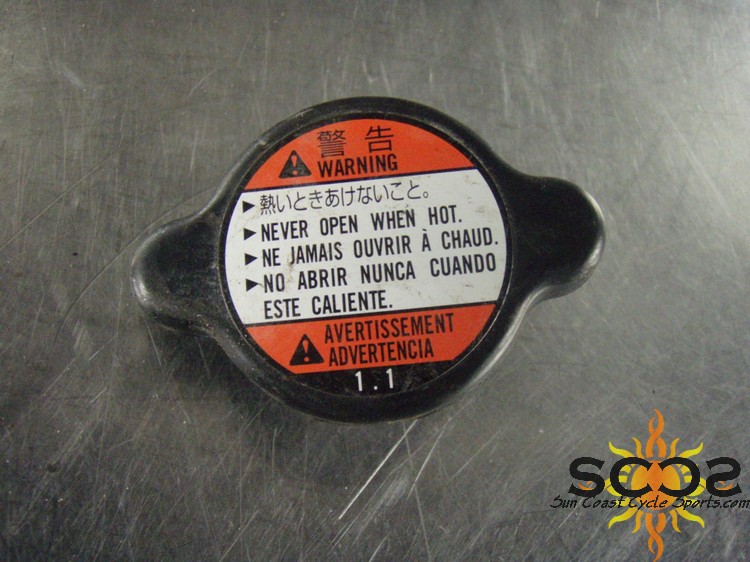 警告
WARNING
熱いときあけないこと。
NEVER OPEN WHEN HOT.
NE JAMAIS OUVRIR À CHAUD.
NO ABRIR NUNCA CUANDO
ESTE CALIENTE.
AVERTISSEMENT
ADVERTENCIA
1.1
SCCS
Sun Coast Cycle Sports.com